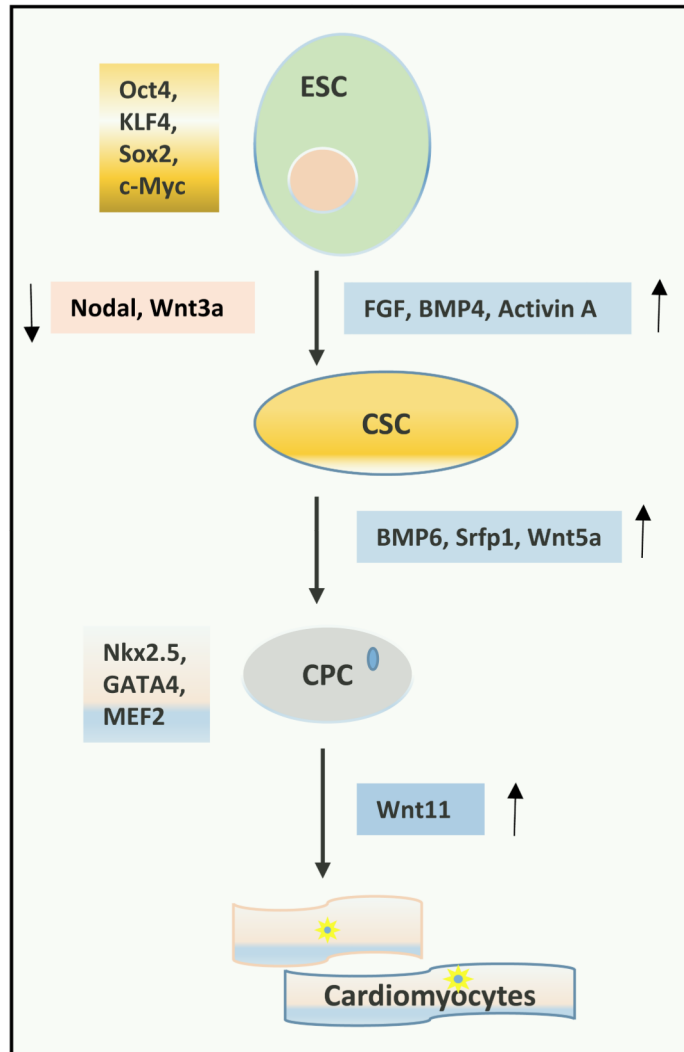 Oct4,
KLF4,
Sox2,
c-Myc
ESC
Nodal, Wnt3a
FGF, BMP4, Activin A
CSC
BMP6, Srfp1, Wnt5a
Nkx2.5,
GATA4,
MEF2
CPC
Wnt11
Cardiomyocytes